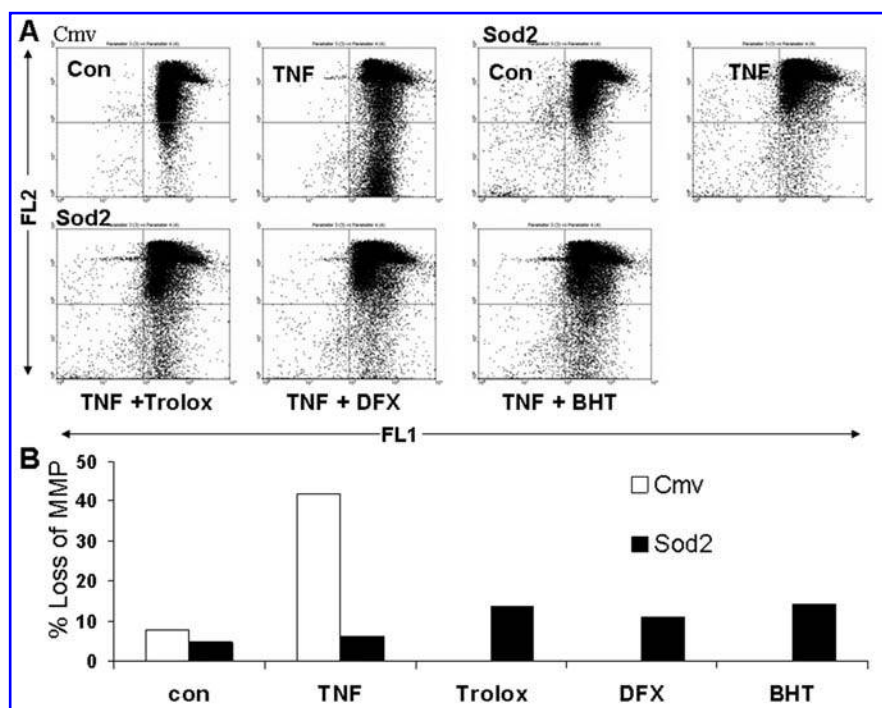 A
Cmv
Sod2
Con
TNF
Con
TNF
FL2
Sod2
TNF +Trolox
TNF + DFX
TNF + BHT
FL1
B
% Loss of MMP
50
40
30
20
10
0
Cmv
Sod2
con
TNF
Trolox
DFX
BHT